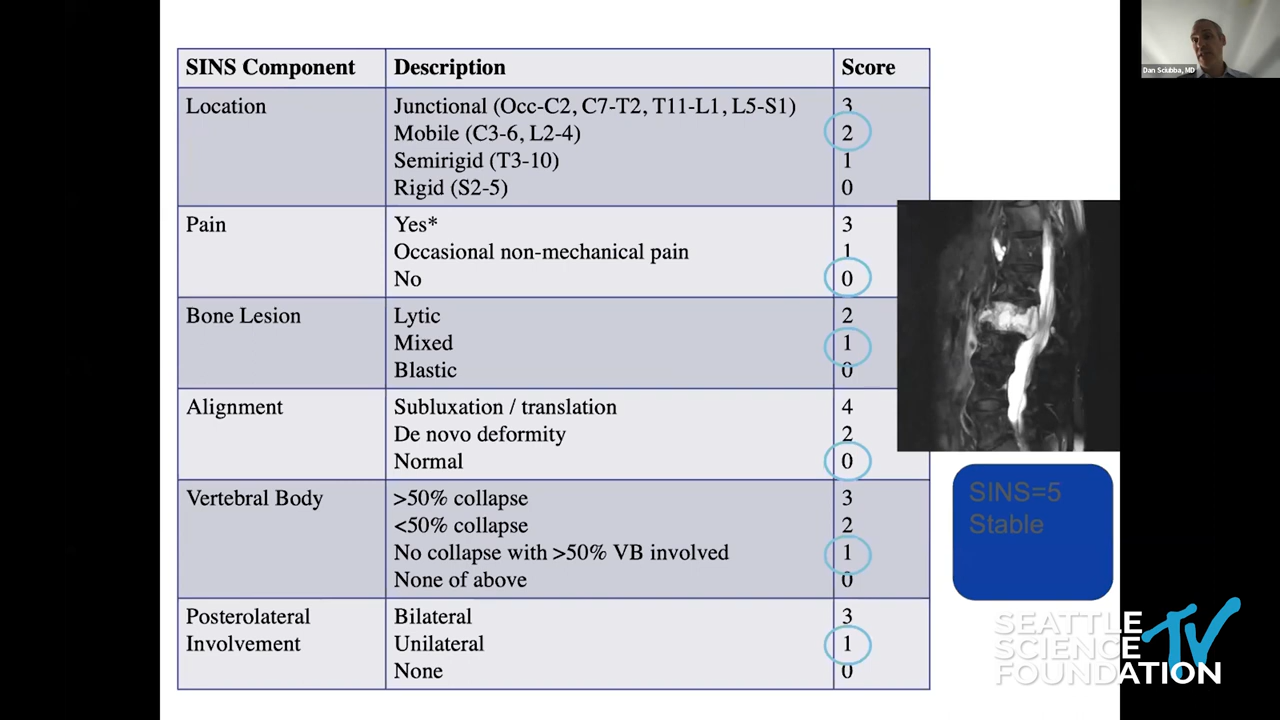 SINS Component Description Score
Location Junctional (Occ-C2, C7-T2, T11-L1, L5-S1) 3
Mobile (C3-6, L2-4) 2
Semirigid (T3-10) 1
Rigid (S2-5) 0
Pain Yes* 3
Occasional non-mechanical pain 1
No 0
Bone Lesion Lytic 2
Mixed 1
Blastic 0
Alignment Subluxation / translation 4
De novo deformity 2
Normal 0
Vertebral Body >50% collapse 3
<50% collapse 2
No collapse with >50% VB involved 1
None of above 0
Posterolateral Bilateral 3
Involvement Unilateral 1
None 0
Dan Sciubba, MD
SINS=5
Stable
SEATTLE
SCIENCE
FOUNDATION
TV